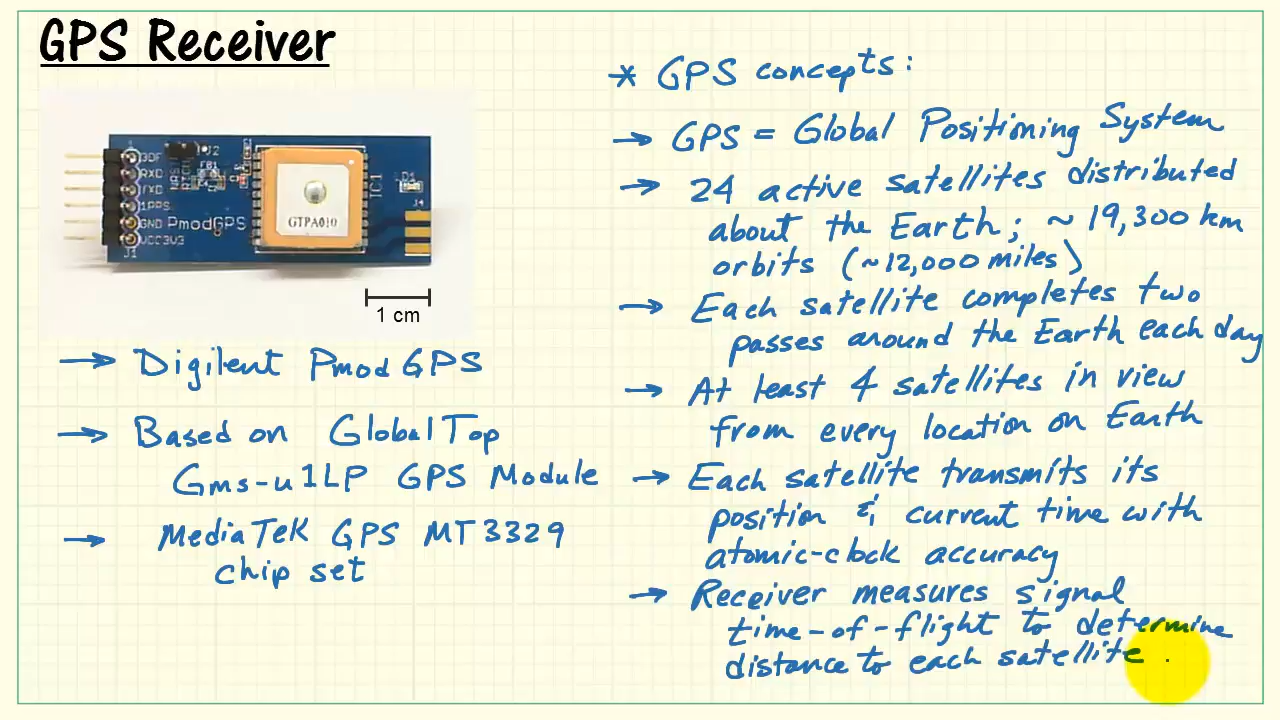 GPS Receiver
J2
3DF
RXD
TXD
1PPS
GND
VCC3V3
J1
FB1
PmodGPS
GTPA010
IC1
LD1
J4
1 cm
→ Digilent PmodGPS
→ Based on GlobalTop
Gms-u1LP GPS Module
→ MediaTek GPS MT3329
chip set
* GPS concepts:
→ GPS = Global Positioning System
→ 24 active satellites distributed
about the Earth; ~ 19,300 km
orbits (~12,000 miles)
→ Each satellite completes two
passes around the Earth each day
→ At least 4 satellites in view
from every location on Earth
→ Each satellite transmits its
position & current time with
atomic-clock accuracy
→ Receiver measures signal
time-of-flight to determine
distance to each satellite.